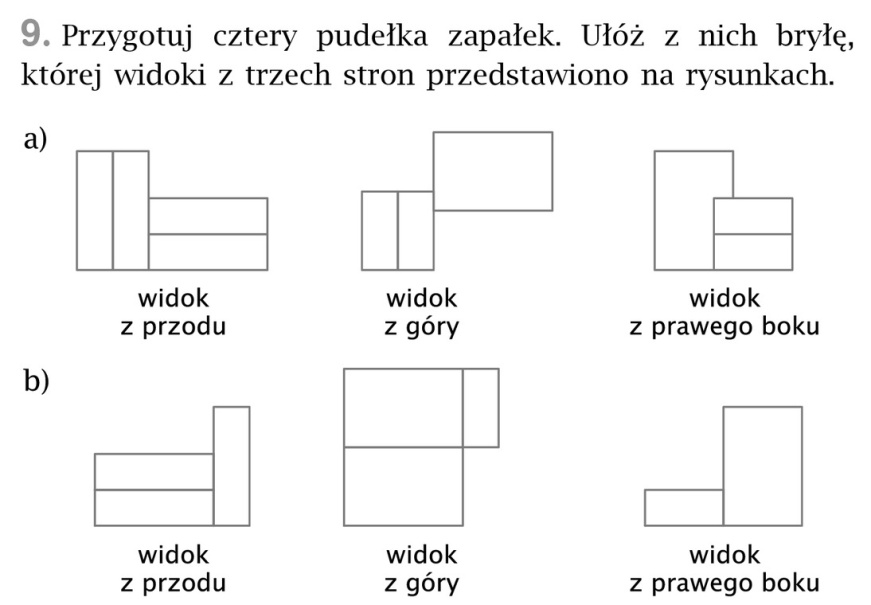 9. Przygotuj cztery pudełka zapałek. Ułóż z nich bryłę,
której widoki z trzech stron przedstawiono na rysunkach.
a)
widok
z przodu
widok
z góry
widok
z prawego boku
b)
widok
z przodu
widok
z góry
widok
z prawego boku